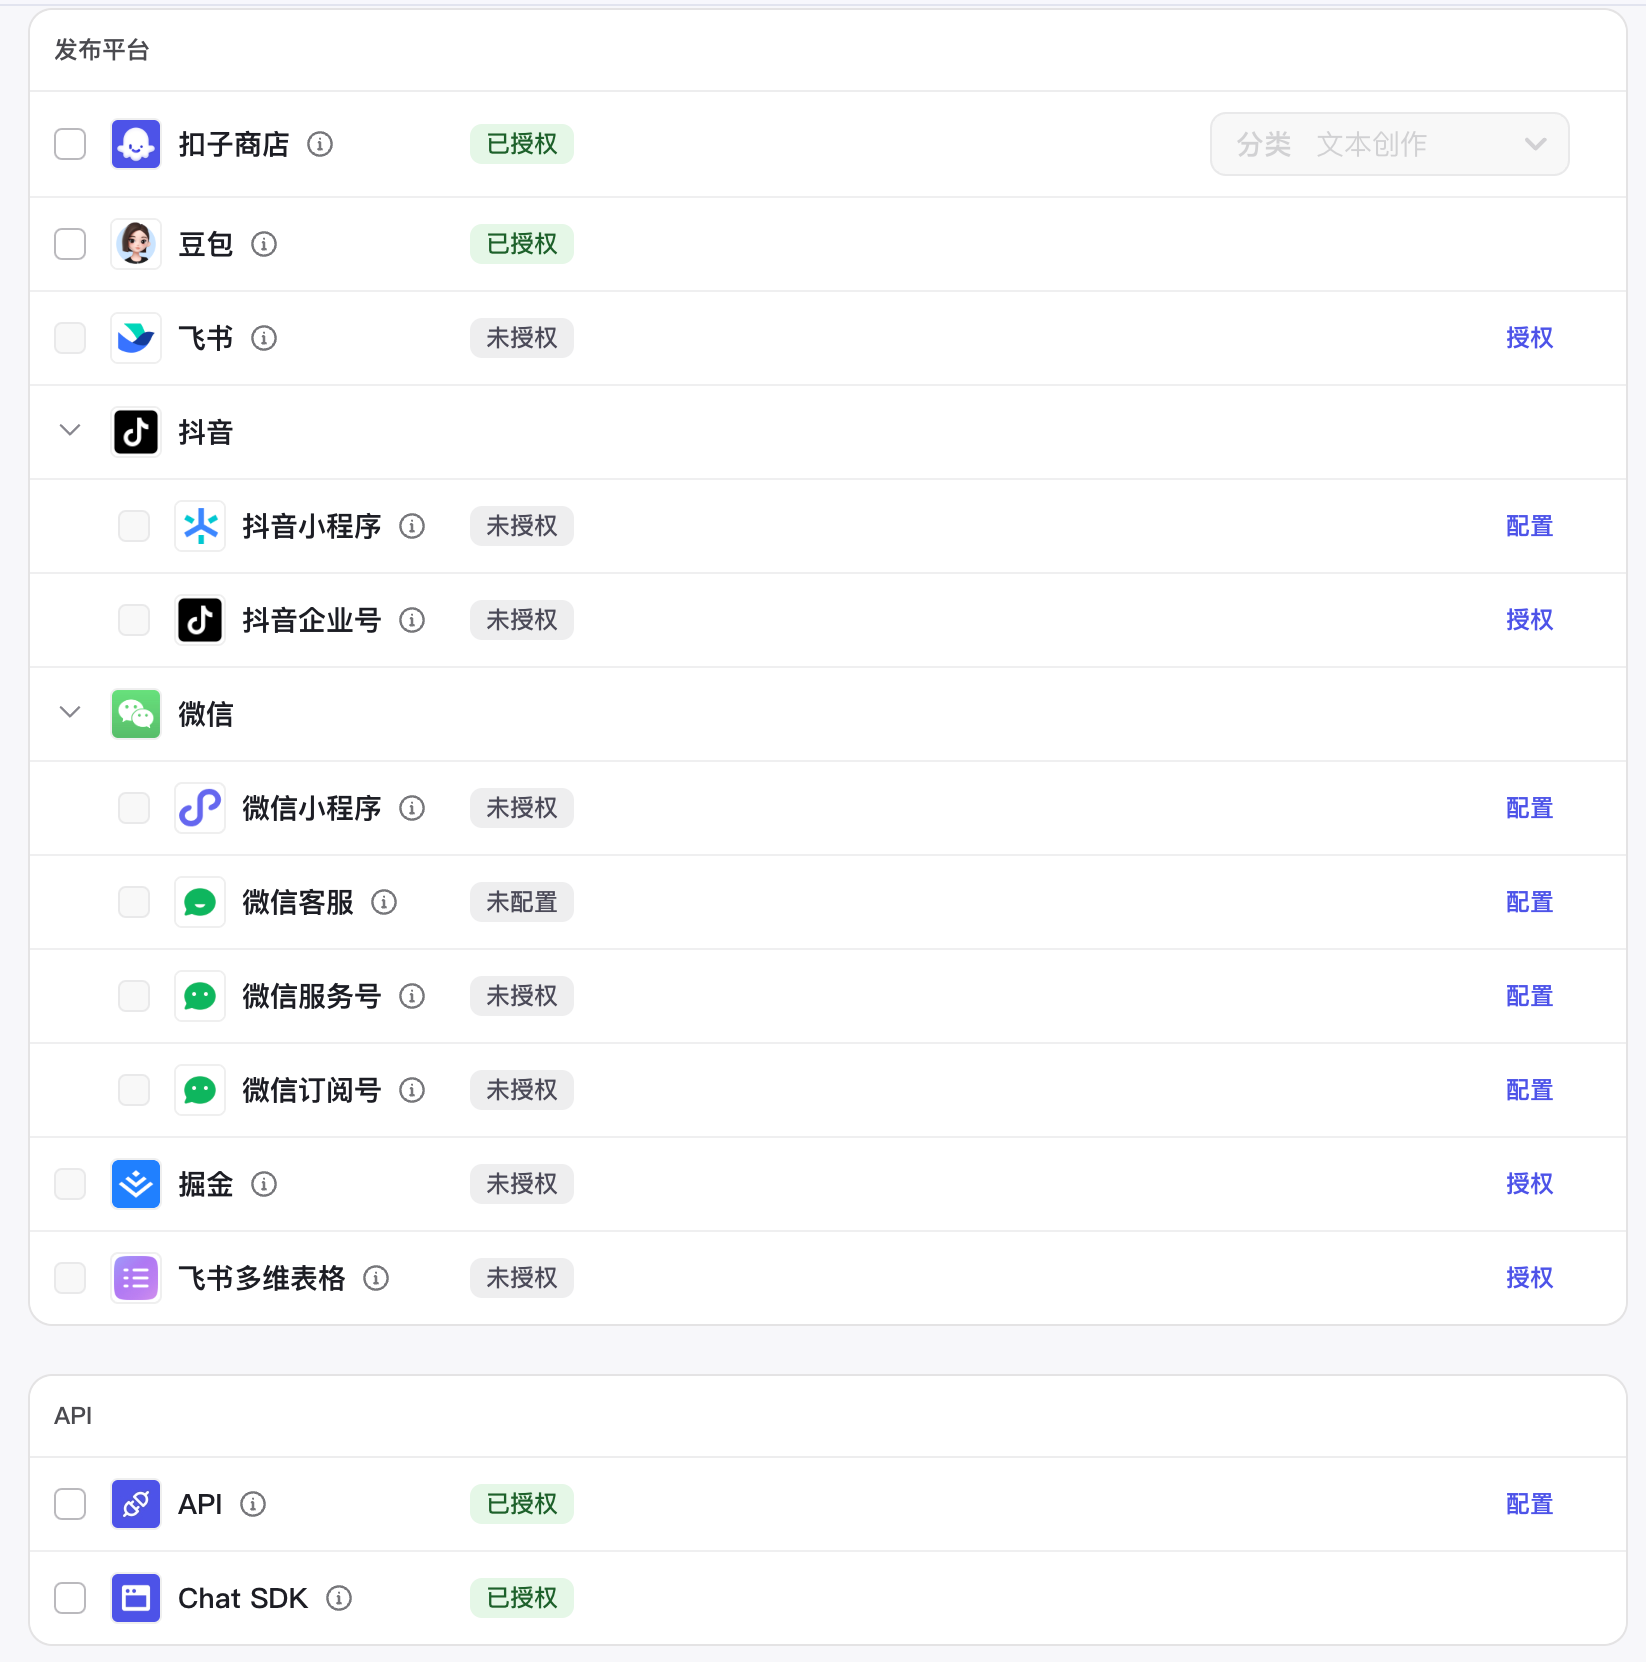 发布平台
扣子商店 已授权 分类 文本创作
豆包 已授权
飞书 未授权 授权
抖音
抖音小程序 未授权 配置
抖音企业号 未授权 授权
微信
微信小程序 未授权 配置
微信客服 未配置 配置
微信服务号 未授权 配置
微信订阅号 未授权 配置
掘金 未授权 授权
飞书多维表格 未授权 授权
API
API 已授权 配置
Chat SDK 已授权